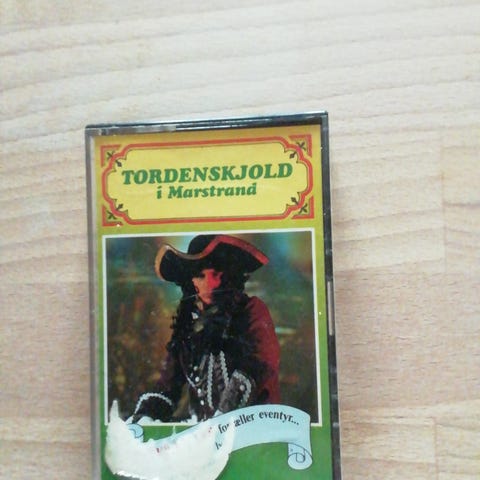 TORDENSKJOLD
i Marstrand
fortæller eventyr...